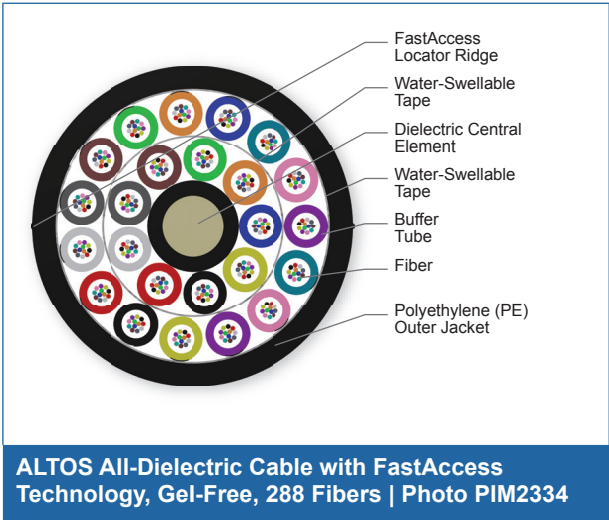 FastAccess
Locator Ridge
Water-Swellable
Tape
Dielectric Central
Element
Water-Swellable
Tape
Buffer
Tube
Fiber
Polyethylene (PE)
Outer Jacket
ALTOS All-Dielectric Cable with FastAccess
Technology, Gel-Free, 288 Fibers | Photo PIM2334